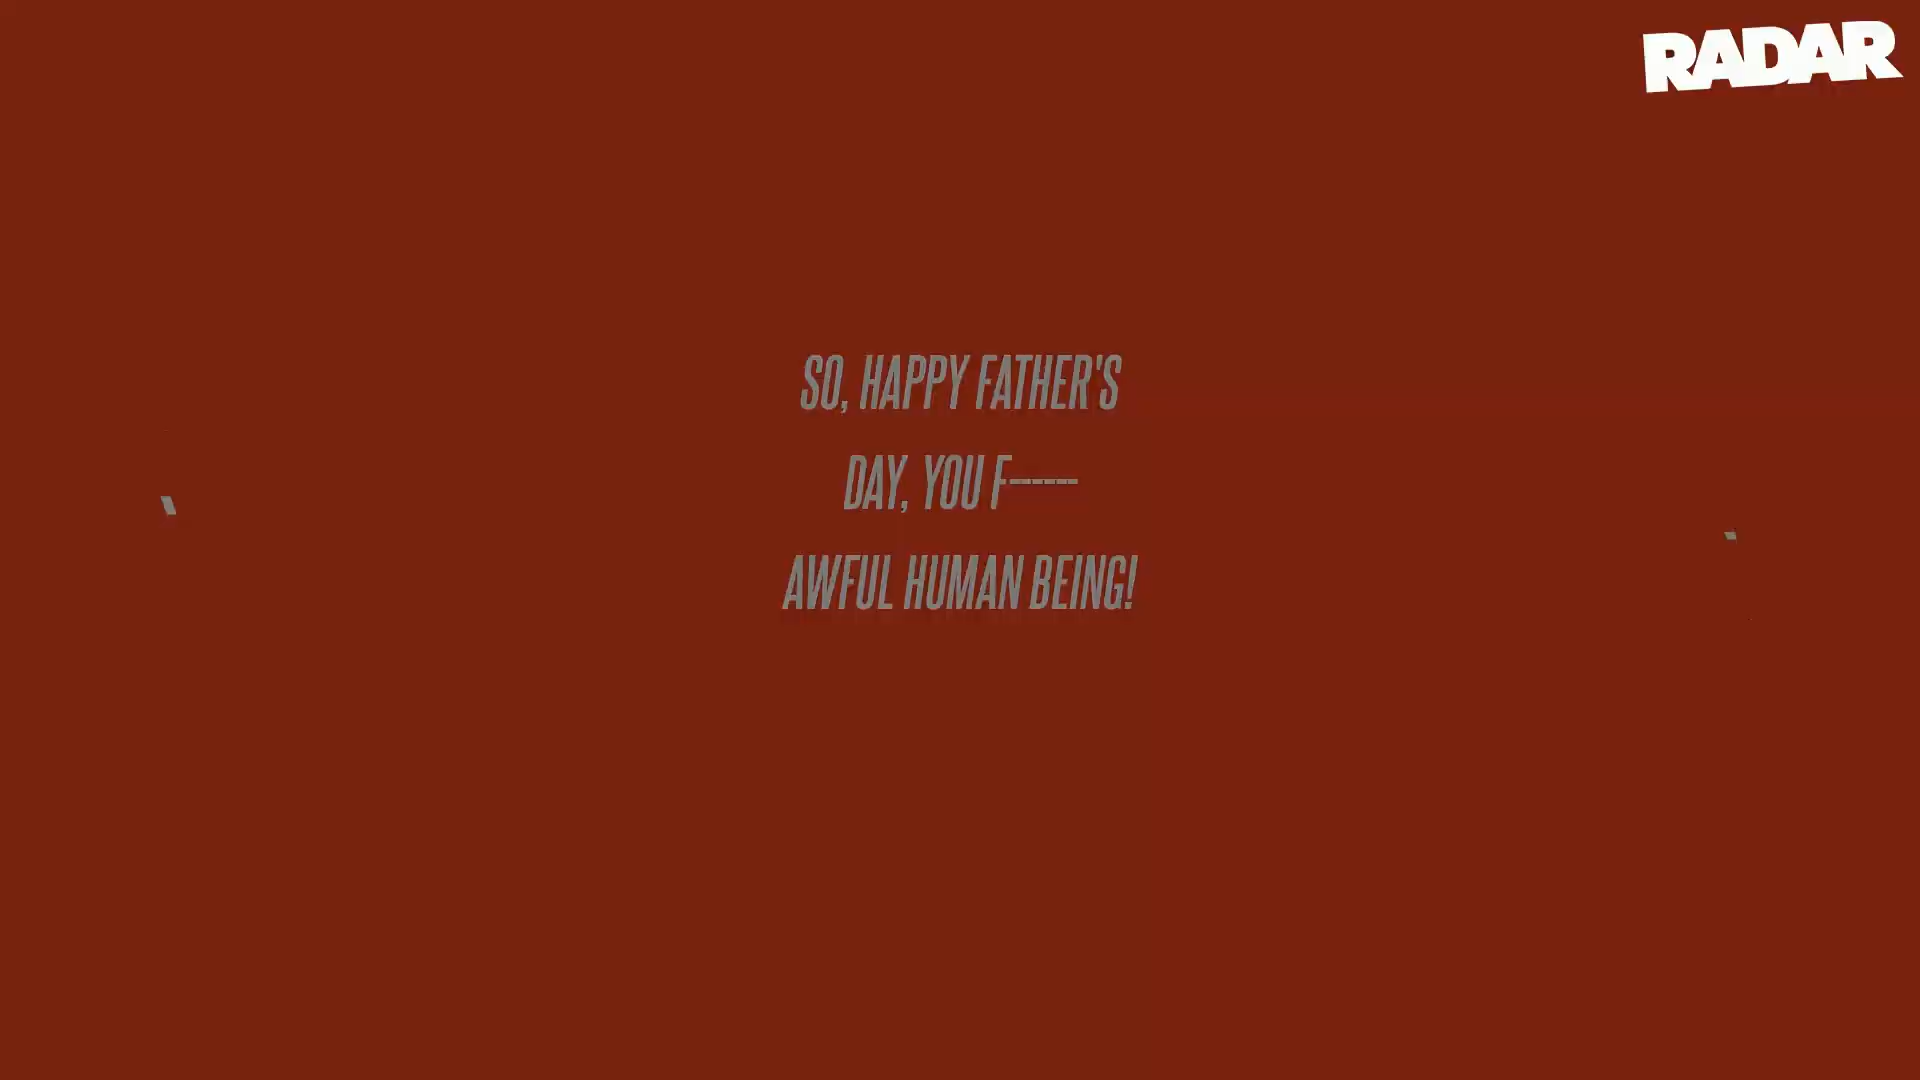 RADAR
SO, HAPPY FATHER'S
DAY, YOU F------
AWFUL HUMAN BEING!